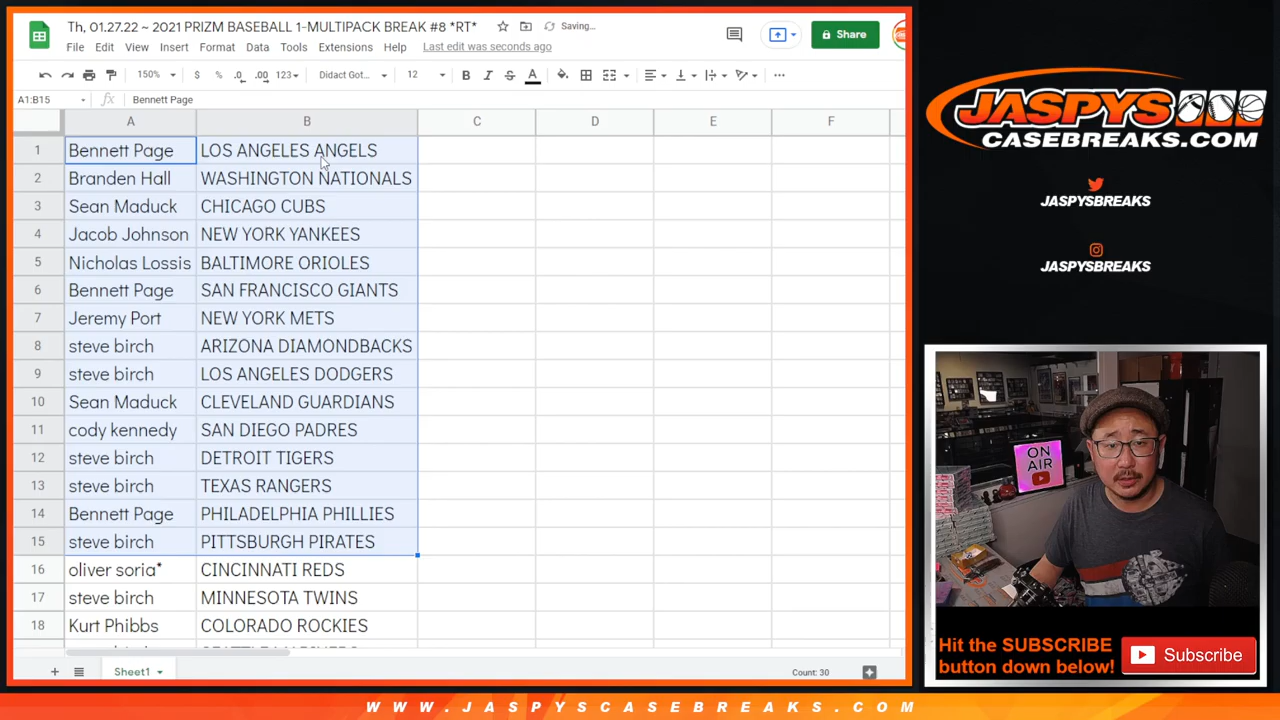 Th, 01.27.22 ~ 2021 PRIZM BASEBALL 1-MULTIPACK BREAK #8 *RT*
Saving...
File Edit View Insert Format Data Tools Extensions Help Last edit was seconds ago
Share
150% $ % .0 .00 123 Didact Got... 12 B I S A
A1:B15 fx Bennett Page
A B C D E F
1 Bennett Page LOS ANGELES ANGELS
2 Branden Hall WASHINGTON NATIONALS
3 Sean Maduck CHICAGO CUBS
4 Jacob Johnson NEW YORK YANKEES
5 Nicholas Lossis BALTIMORE ORIOLES
6 Bennett Page SAN FRANCISCO GIANTS
7 Jeremy Port NEW YORK METS
8 steve birch ARIZONA DIAMONDBACKS
9 steve birch LOS ANGELES DODGERS
10 Sean Maduck CLEVELAND GUARDIANS
11 cody kennedy SAN DIEGO PADRES
12 steve birch DETROIT TIGERS
13 steve birch TEXAS RANGERS
14 Bennett Page PHILADELPHIA PHILLIES
15 steve birch PITTSBURGH PIRATES
16 oliver soria* CINCINNATI REDS
17 steve birch MINNESOTA TWINS
18 Kurt Phibbs COLORADO ROCKIES
Sheet1
Count: 30
JASPYS
CASEBREAKS.COM
JASPYSBREAKS
JASPYSBREAKS
ON
AIR
Hit the SUBSCRIBE
button down below!
Subscribe
WWW.JASPYSCASEBREAKS.COM